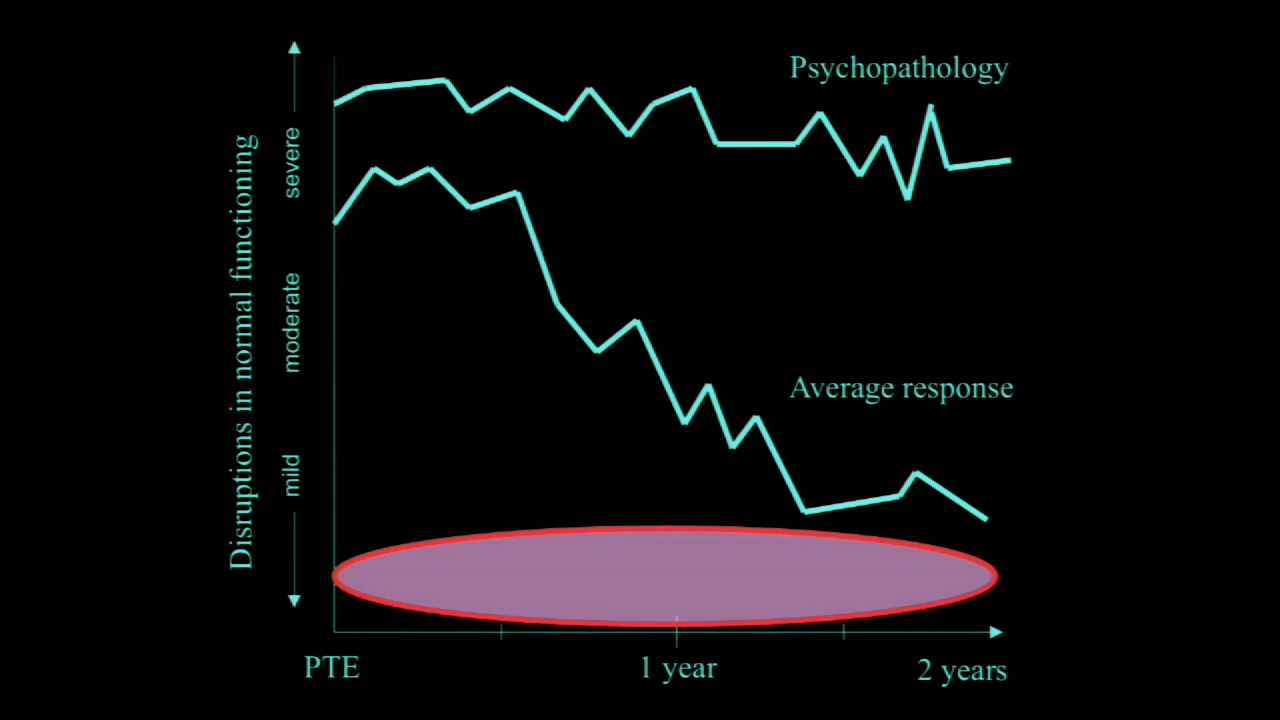 Psychopathology
Average response
Disruptions in normal functioning
severe
moderate
mild
PTE
1 year
2 years